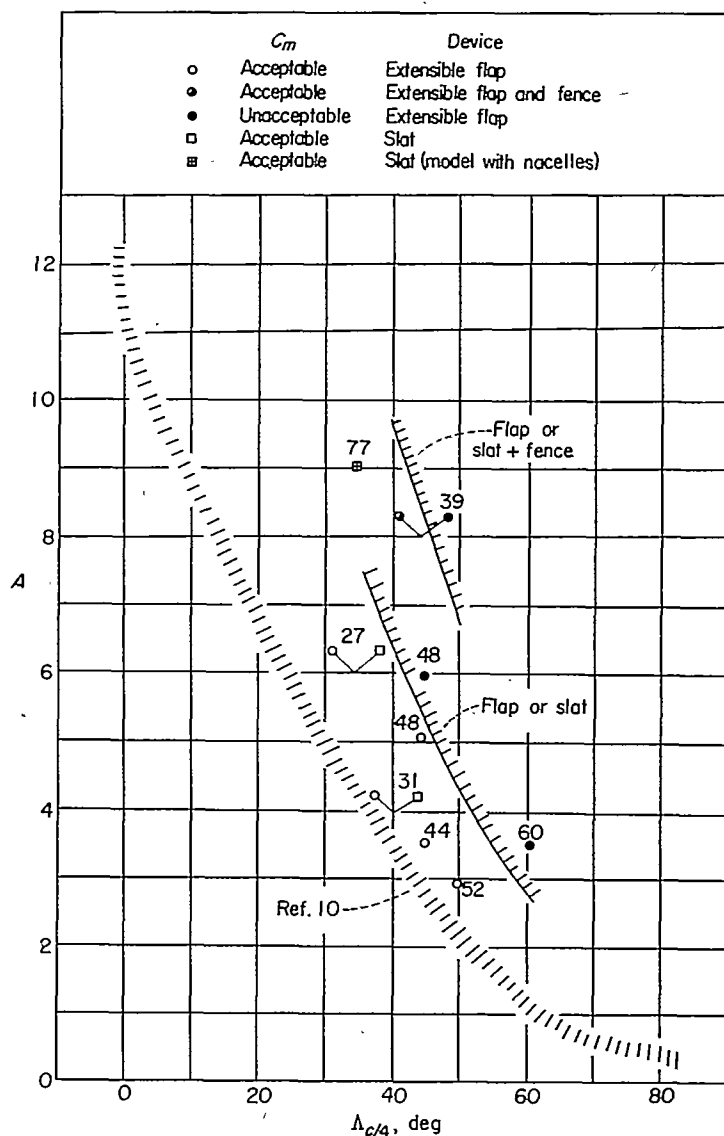 Cm Device
Acceptable Extensible flap
Acceptable Extensible flap and fence
Unacceptable Extensible flap
Acceptable Slat
Acceptable Slat (model with nacelles)
12
10
8
6
4
2
0
A
77
Flap or
slat + fence
39
27
48
48
Flap or slat
31
44
60
52
Ref. 10
0 20 40 60 80
Λc/4, deg